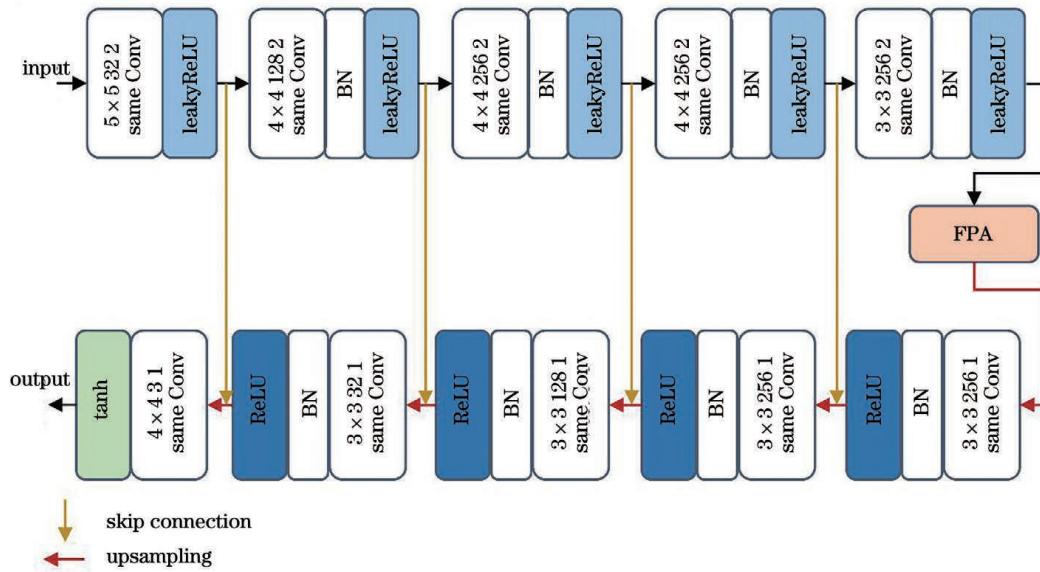 input
5 × 5 32 2
same Conv
leakyReLU
4 × 4 128 2
same Conv
BN
leakyReLU
4 × 4 256 2
same Conv
BN
leakyReLU
4 × 4 256 2
same Conv
BN
leakyReLU
3 × 3 256 2
same Conv
BN
leakyReLU
FPA
output
tanh
4 × 4 3 1
same Conv
ReLU
BN
3 × 3 32 1
same Conv
ReLU
BN
3 × 3 128 1
same Conv
ReLU
BN
3 × 3 256 1
same Conv
ReLU
BN
3 × 3 256 1
same Conv
skip connection
upsampling